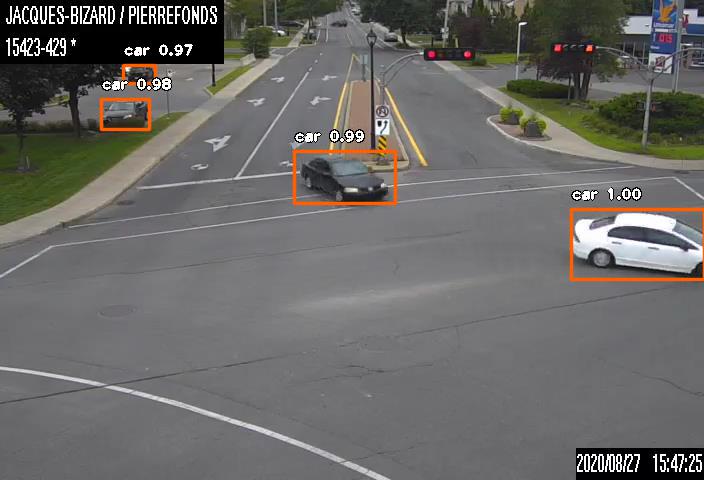 JACQUES-BIZARD / PIERREFONDS
15423-429 *
car 0.97
car 0.98
car 0.99
car 1.00
2020/08/27 15:47:25